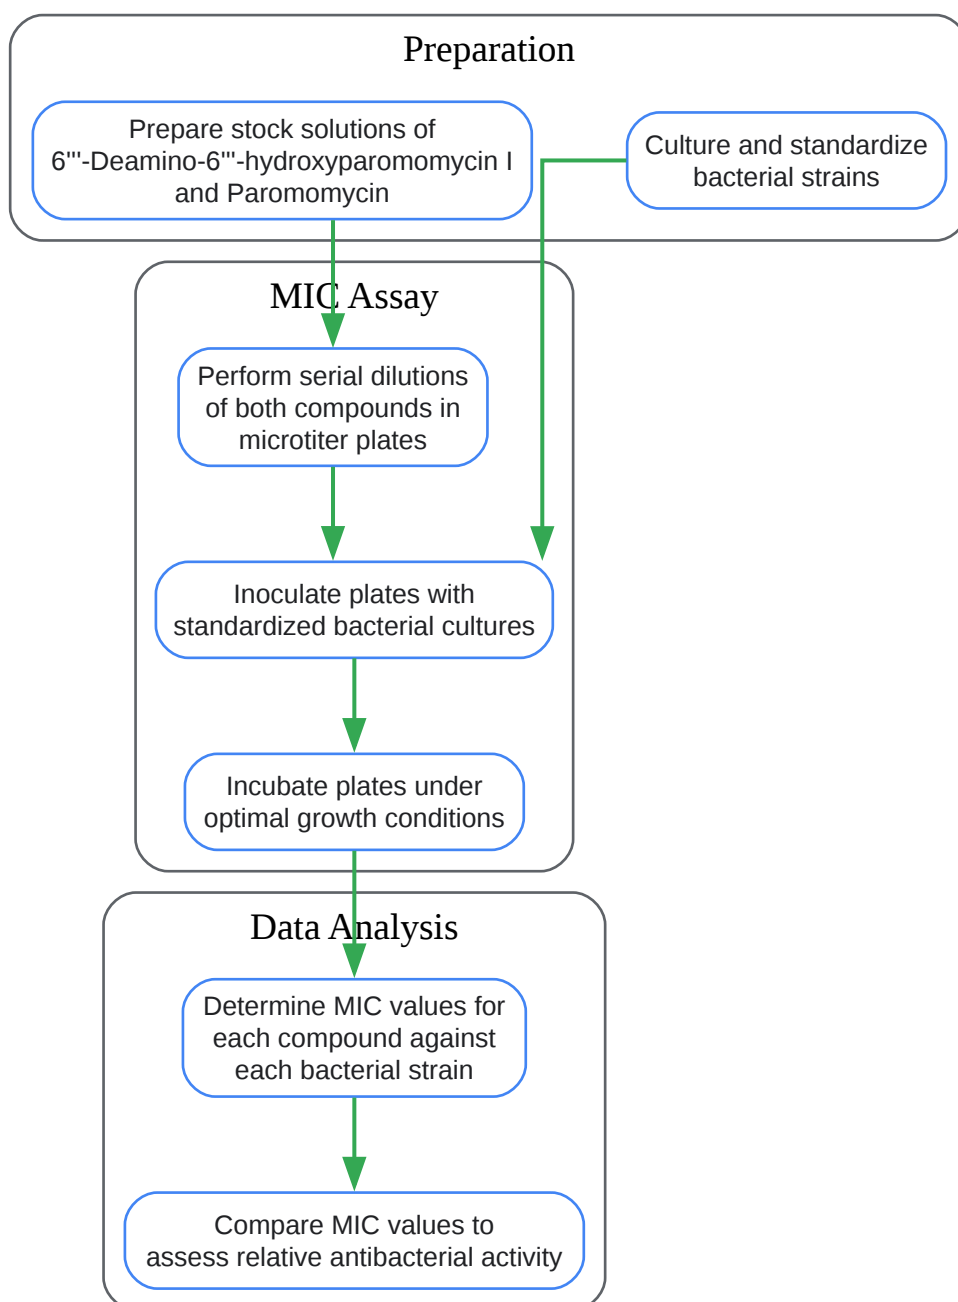 Preparation
Prepare stock solutions of
6'''-Deamino-6'''-hydroxyparomomycin I
and Paromomycin
Culture and standardize
bacterial strains
MIC Assay
Perform serial dilutions
of both compounds in
microtiter plates
Inoculate plates with
standardized bacterial cultures
Incubate plates under
optimal growth conditions
Data Analysis
Determine MIC values for
each compound against
each bacterial strain
Compare MIC values to
assess relative antibacterial activity